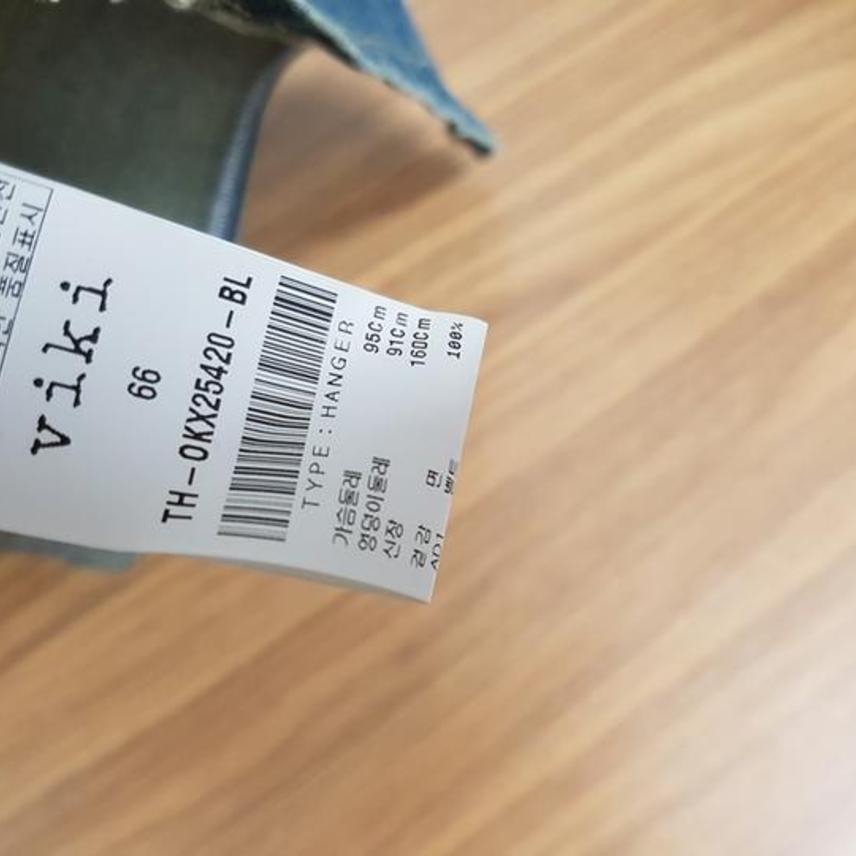 품질표시
viki
66
TH-OKX25420-BL
TYPE : HANGER
가슴둘레 95Cm
엉덩이둘레 91Cm
신장 160Cm
겉감 면 100%